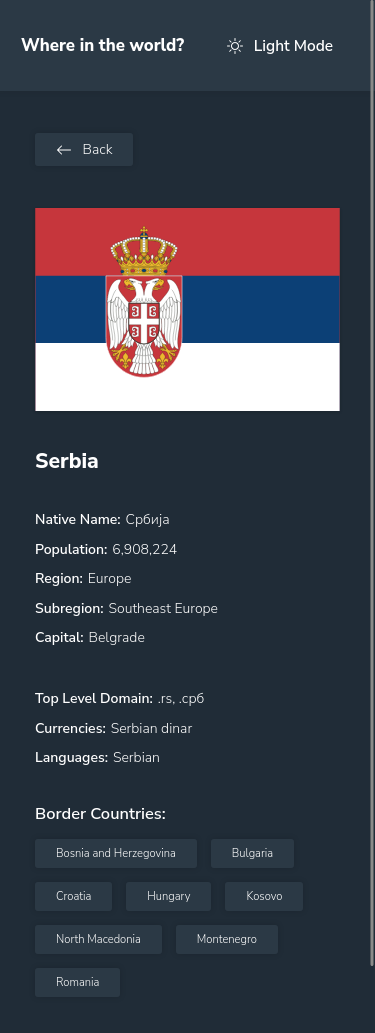 Where in the world? Light Mode
Back
Serbia
Native Name: Србија
Population: 6,908,224
Region: Europe
Subregion: Southeast Europe
Capital: Belgrade
Top Level Domain: .rs, .срб
Currencies: Serbian dinar
Languages: Serbian
Border Countries:
Bosnia and Herzegovina Bulgaria
Croatia Hungary Kosovo
North Macedonia Montenegro
Romania